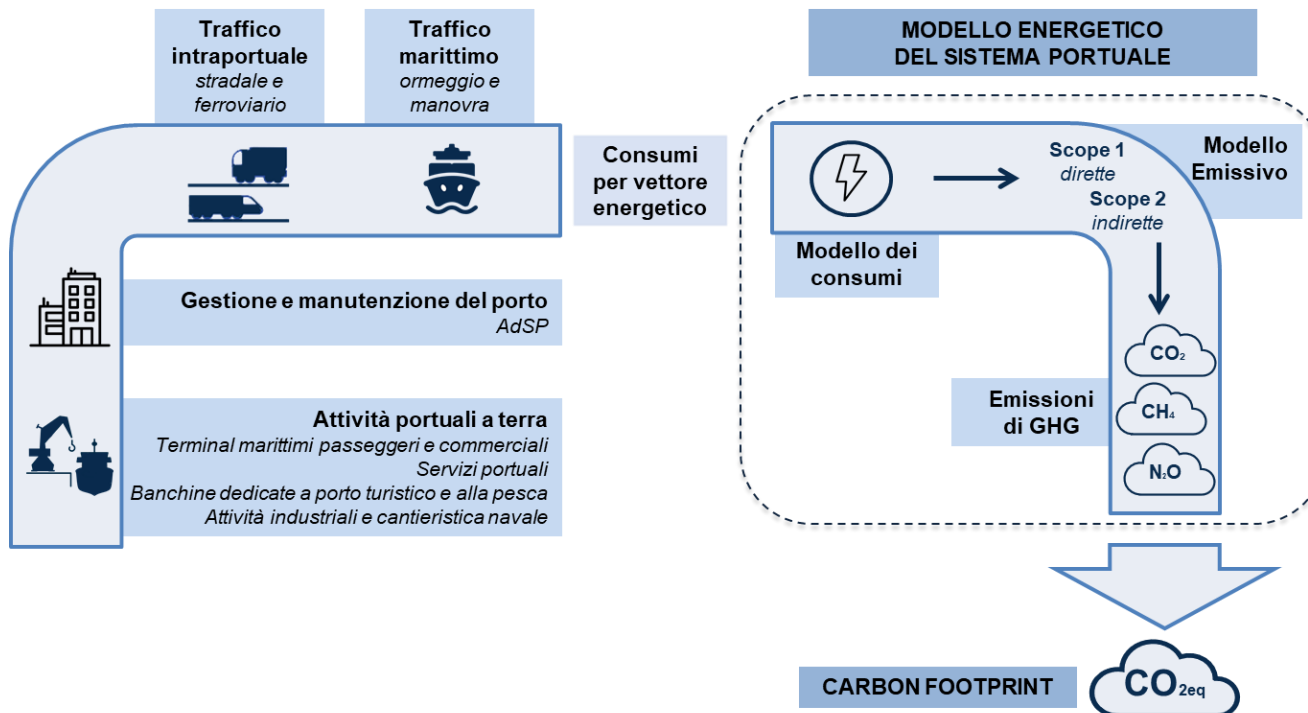 Traffico
intraportuale
stradale e
ferroviario
Traffico
marittimo
ormeggio e
manovra
Gestione e manutenzione del porto
AdSP
Attività portuali a terra
Terminal marittimi passeggeri e commerciali
Servizi portuali
Banchine dedicate a porto turistico e alla pesca
Attività industriali e cantieristica navale
Consumi
per vettore
energetico
MODELLO ENERGETICO
DEL SISTEMA PORTUALE
Modello dei
consumi
Scope 1
dirette
Scope 2
indirette
Modello
Emissivo
Emissioni
di GHG
CO₂
CH₄
N₂O
CARBON FOOTPRINT
CO₂eq